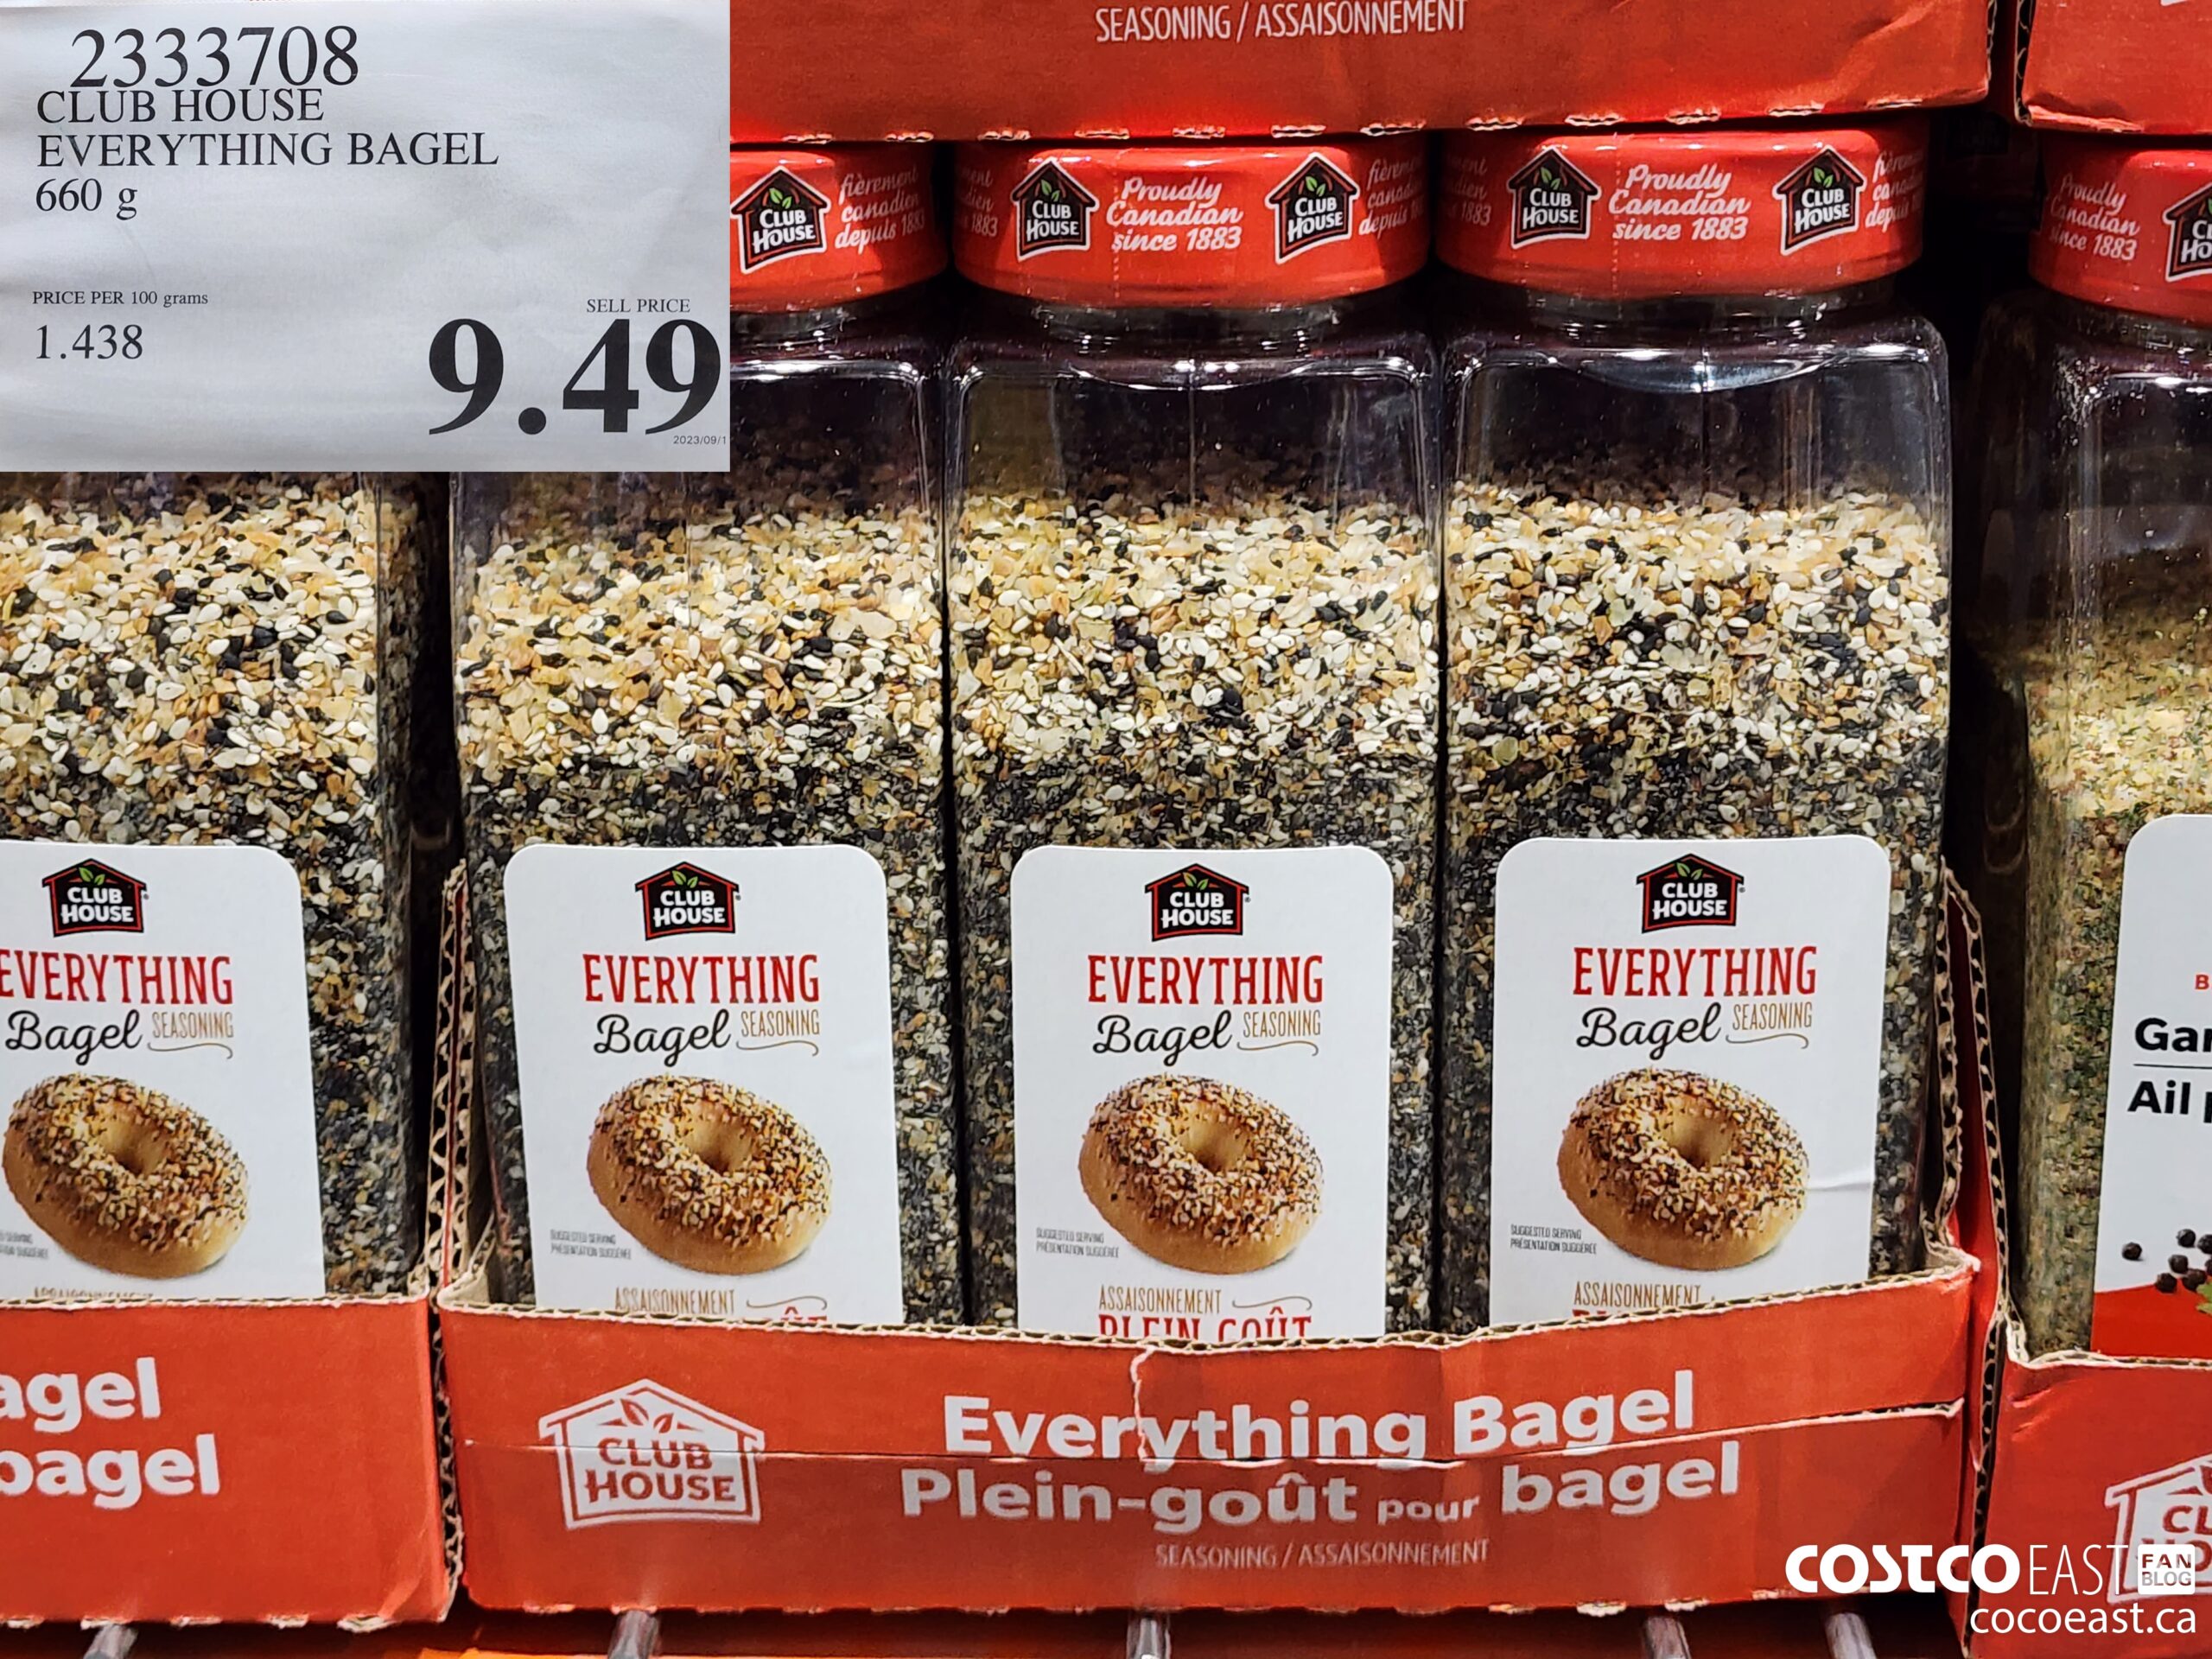 2333708
CLUB HOUSE
EVERYTHING BAGEL
660 g
PRICE PER 100 grams
1.438
SELL PRICE
9.49
2023/09/1
SEASONING / ASSAISONNEMENT
CLUB HOUSE
fièrement
canadien
depuis 1883
CLUB HOUSE
Proudly
Canadian
since 1883
CLUB HOUSE
CLUB HOUSE
Proudly
Canadian
since 1883
CLUB HOUSE
Proudly
Canadian
since 1883
CLUB
HOUSE
EVERYTHING
Bagel SEASONING
CLUB
HOUSE
EVERYTHING
Bagel SEASONING
SUGGESTED SERVING
PRÉSENTATION SUGGÉRÉE
ASSAISONNEMENT
CLUB
HOUSE
EVERYTHING
Bagel SEASONING
SUGGESTED SERVING
PRÉSENTATION SUGGÉRÉE
ASSAISONNEMENT
PLEIN GOÛT
CLUB
HOUSE
EVERYTHING
Bagel SEASONING
SUGGESTED SERVING
PRÉSENTATION SUGGÉRÉE
ASSAISONNEMENT
Ail
agel
bagel
CLUB
HOUSE
Everything Bagel
Plein-goût pour bagel
SEASONING / ASSAISONNEMENT
COSTCO EAST FAN BLOG
cocoeast.ca